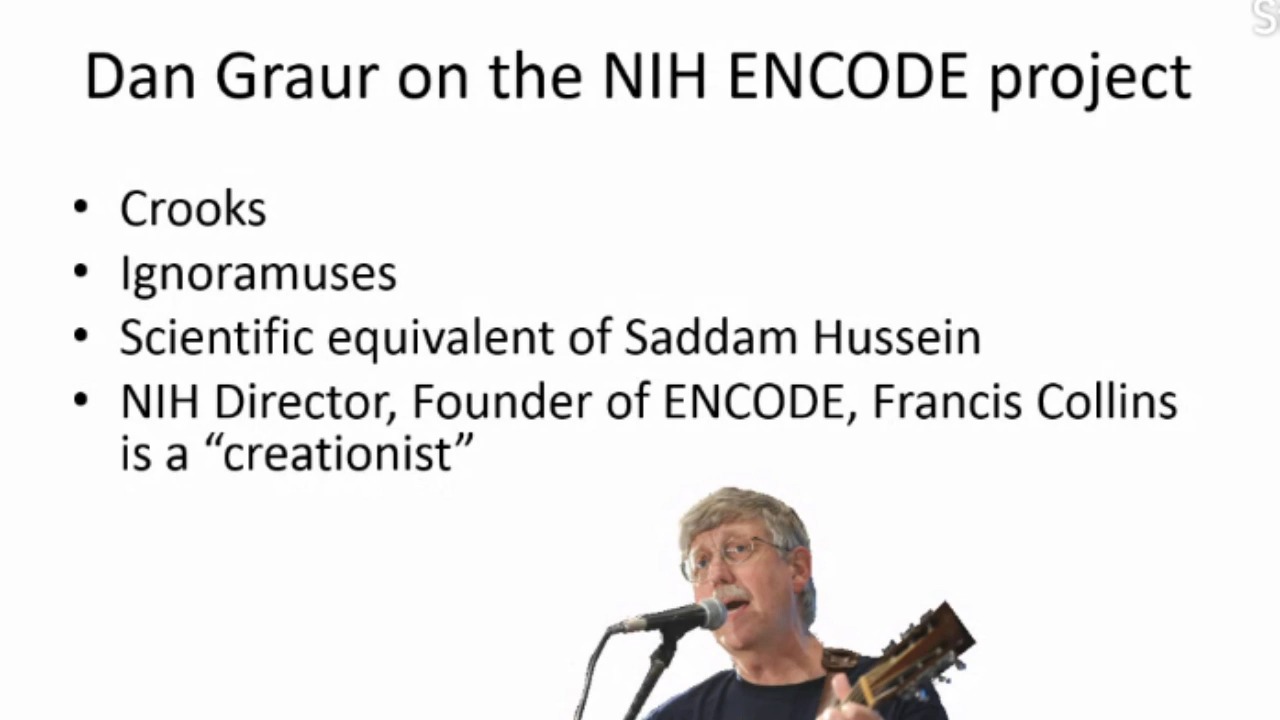 Dan Graur on the NIH ENCODE project
• Crooks
• Ignoramuses
• Scientific equivalent of Saddam Hussein
• NIH Director, Founder of ENCODE, Francis Collins
is a “creationist”